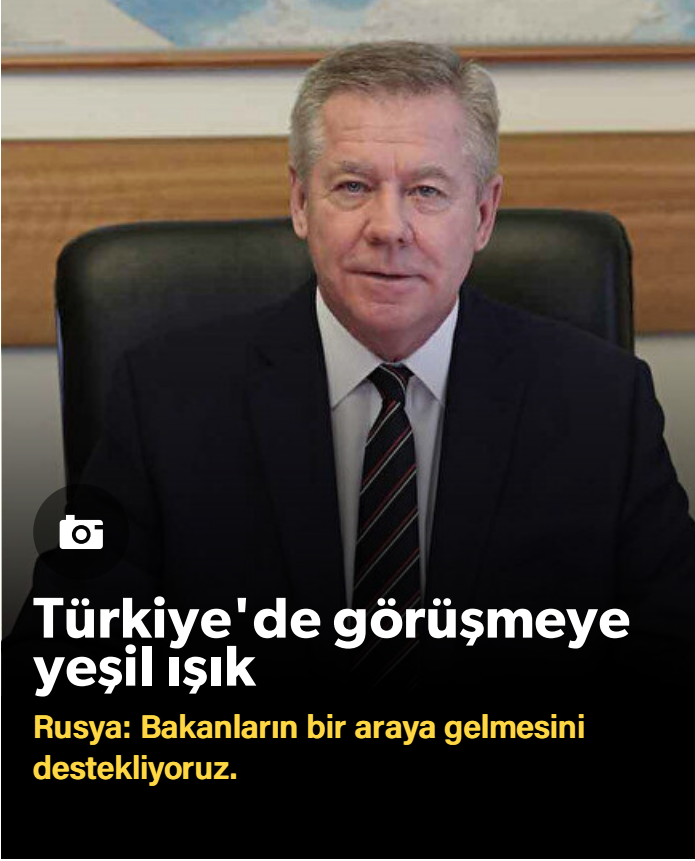 Türkiye'de görüşmeye
yeşil ışık
Rusya: Bakanların bir araya gelmesini
destekliyoruz.